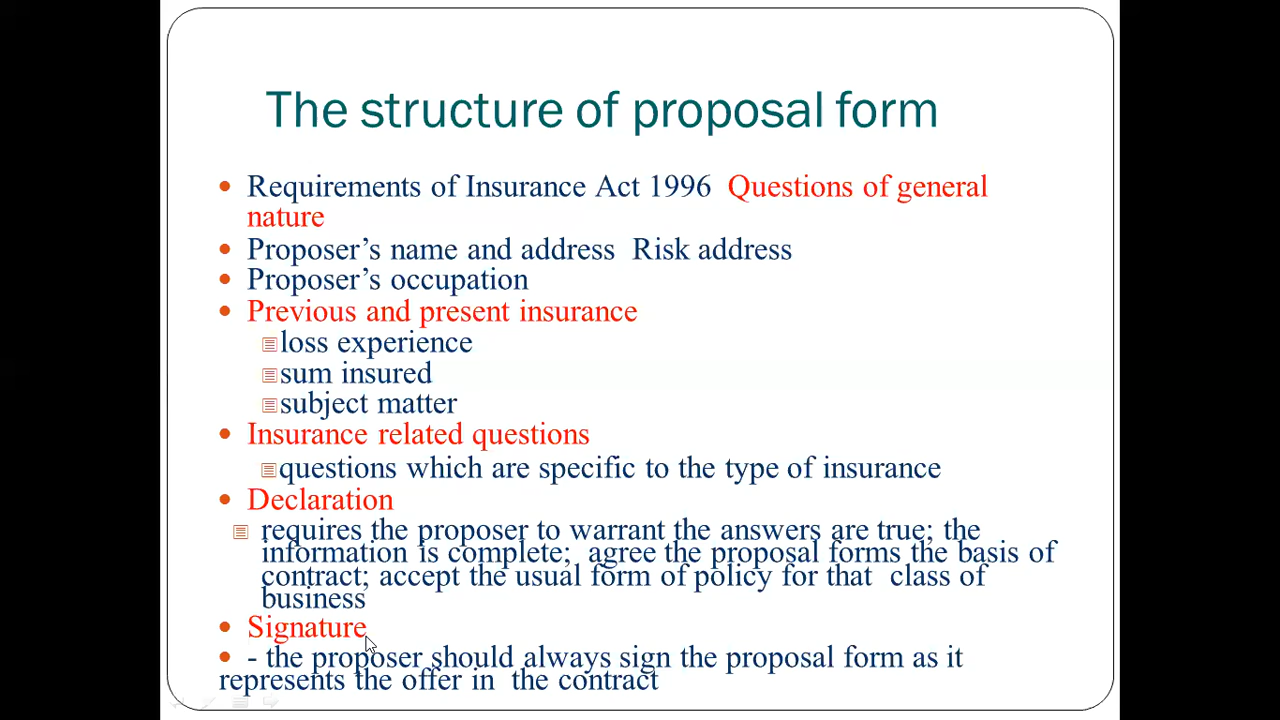 The structure of proposal form
Requirements of Insurance Act 1996 Questions of general
nature
Proposer’s name and address Risk address
Proposer’s occupation
Previous and present insurance
loss experience
sum insured
subject matter
Insurance related questions
questions which are specific to the type of insurance
Declaration
requires the proposer to warrant the answers are true; the
information is complete; agree the proposal forms the basis of
contract; accept the usual form of policy for that class of
business
Signature
- the proposer should always sign the proposal form as it
represents the offer in the contract